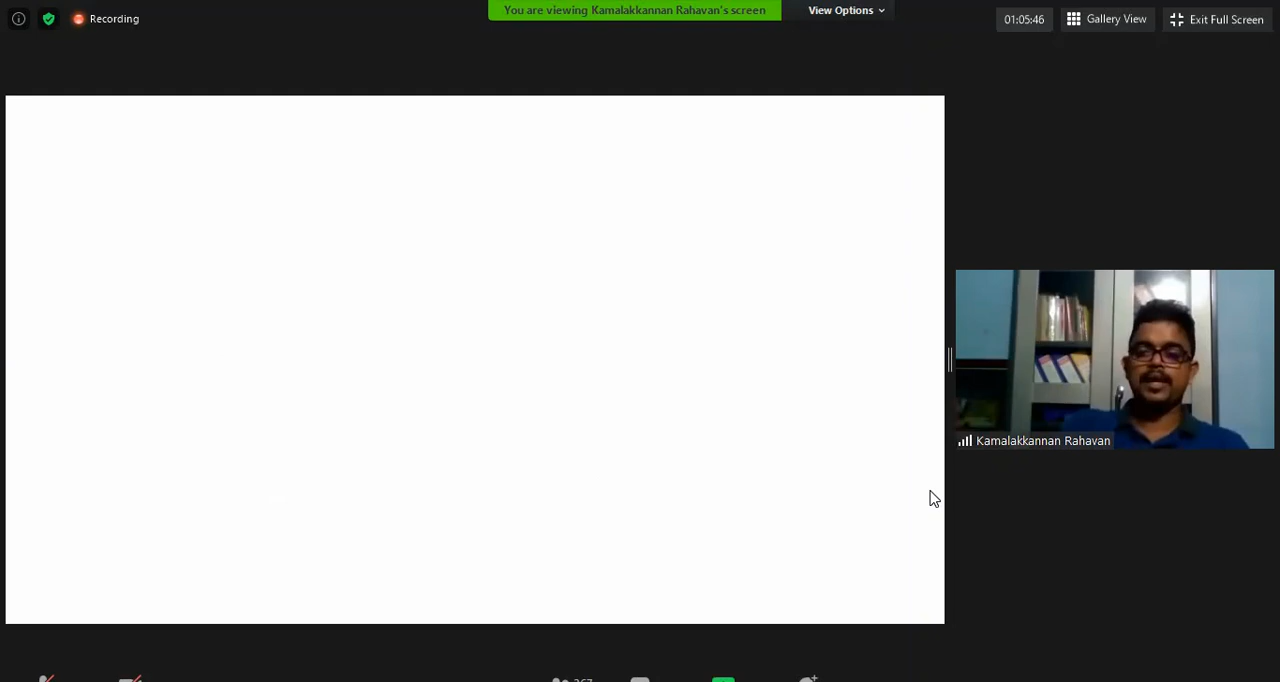 Recording
You are viewing Kamalakkannan Rahavan's screen
View Options
01:05:46
Gallery View
Exit Full Screen
Kamalakkannan Rahavan